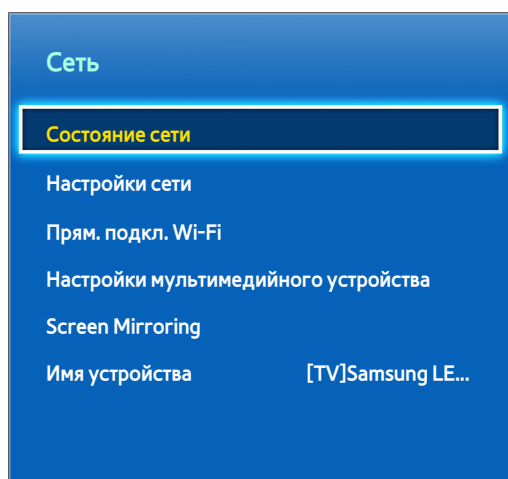 Сеть
Состояние сети
Настройки сети
Прям. подкл. Wi-Fi
Настройки мультимедийного устройства
Screen Mirroring
Имя устройства [TV]Samsung LE...